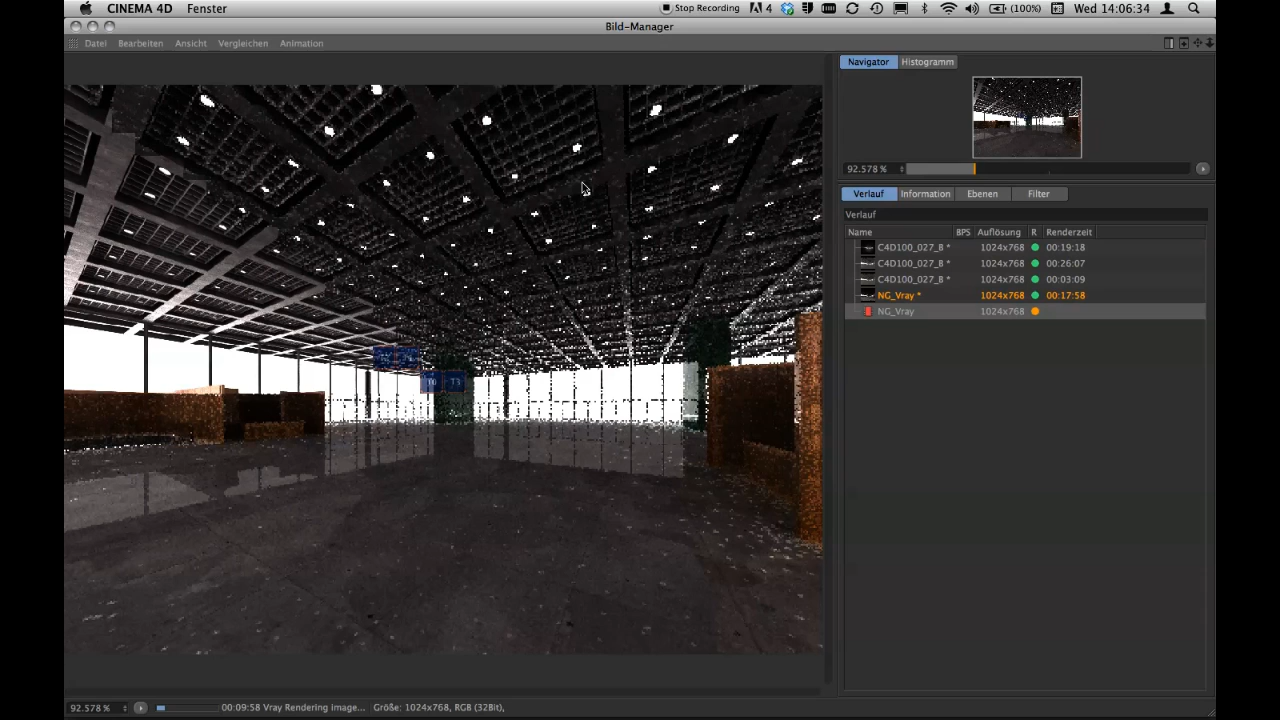 CINEMA 4D Fenster Stop Recording 4 (100%) Wed 14:06:34
Bild-Manager
Datei Bearbeiten Ansicht Vergleichen Animation
Navigator Histogramm
92.578 %
Verlauf Information Ebenen Filter
Verlauf
Name BPS Auflösung R Renderzeit
C4D100_027_B * 1024x768 00:19:18
C4D100_027_B * 1024x768 00:26:07
C4D100_027_B * 1024x768 00:03:09
NG_Vray * 1024x768 00:17:58
NG_Vray 1024x768
T0 T3
92.578 % 00:09:58 Vray Rendering image... Größe: 1024x768, RGB (32Bit),